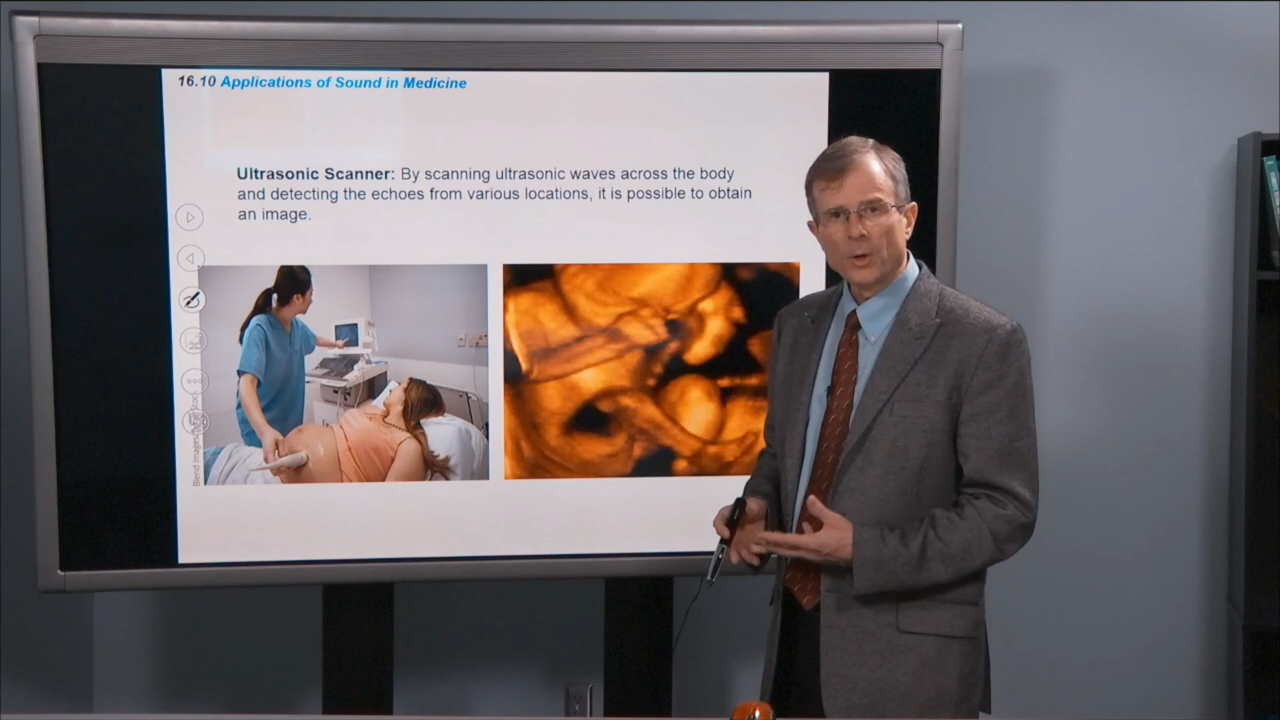 16.10 Applications of Sound in Medicine
Ultrasonic Scanner: By scanning ultrasonic waves across the body
and detecting the echoes from various locations, it is possible to obtain
an image.